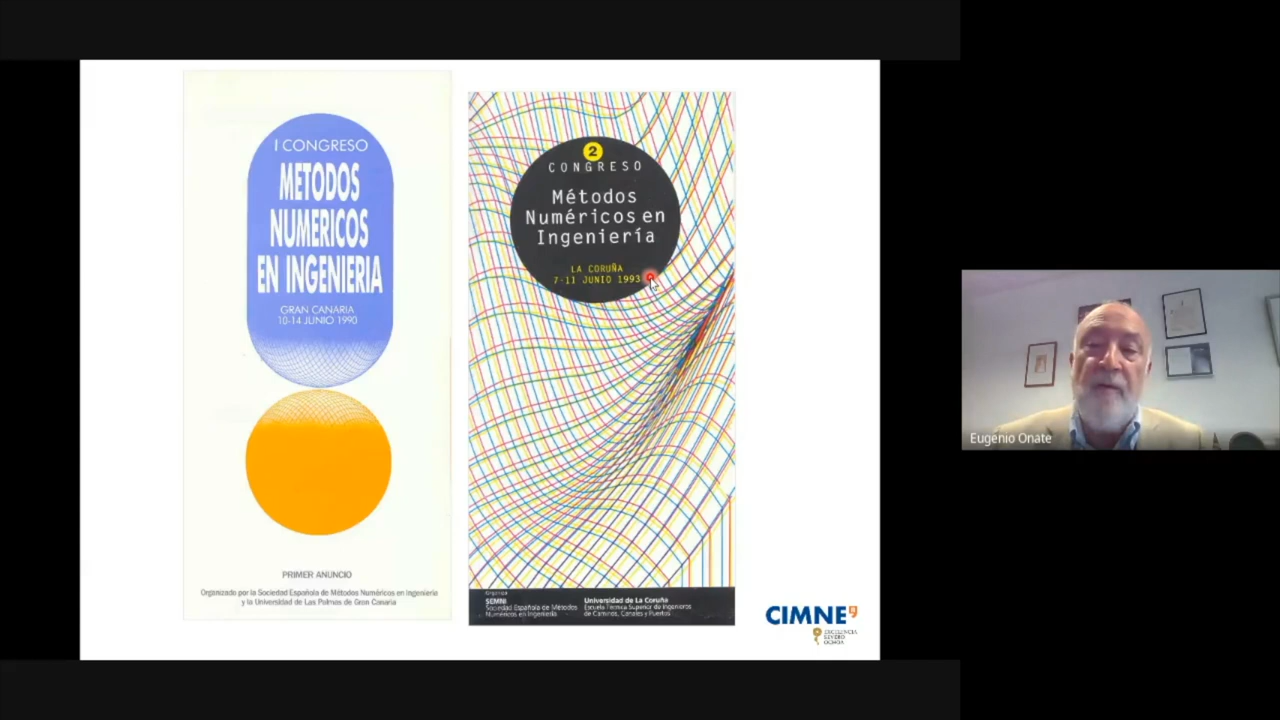 I CONGRESO
METODOS
NUMERICOS
EN INGENIERIA
GRAN CANARIA
10-14 JUNIO 1990
PRIMER ANUNCIO
Organizado por la Sociedad Española de Métodos Numéricos en Ingeniería
y la Universidad de Las Palmas de Gran Canaria
2
CONGRESO
Métodos
Numéricos en
Ingeniería
LA CORUÑA
7-11 JUNIO 1993
SEMNI
Sociedad Española de Métodos
Numéricos en Ingeniería
Universidad de La Coruña
Escuela Técnica Superior de Ingenieros
de Caminos, Canales y Puertos
CIMNE
EXCELENCIA
SEVERO
OCHOA
Eugenio Onate